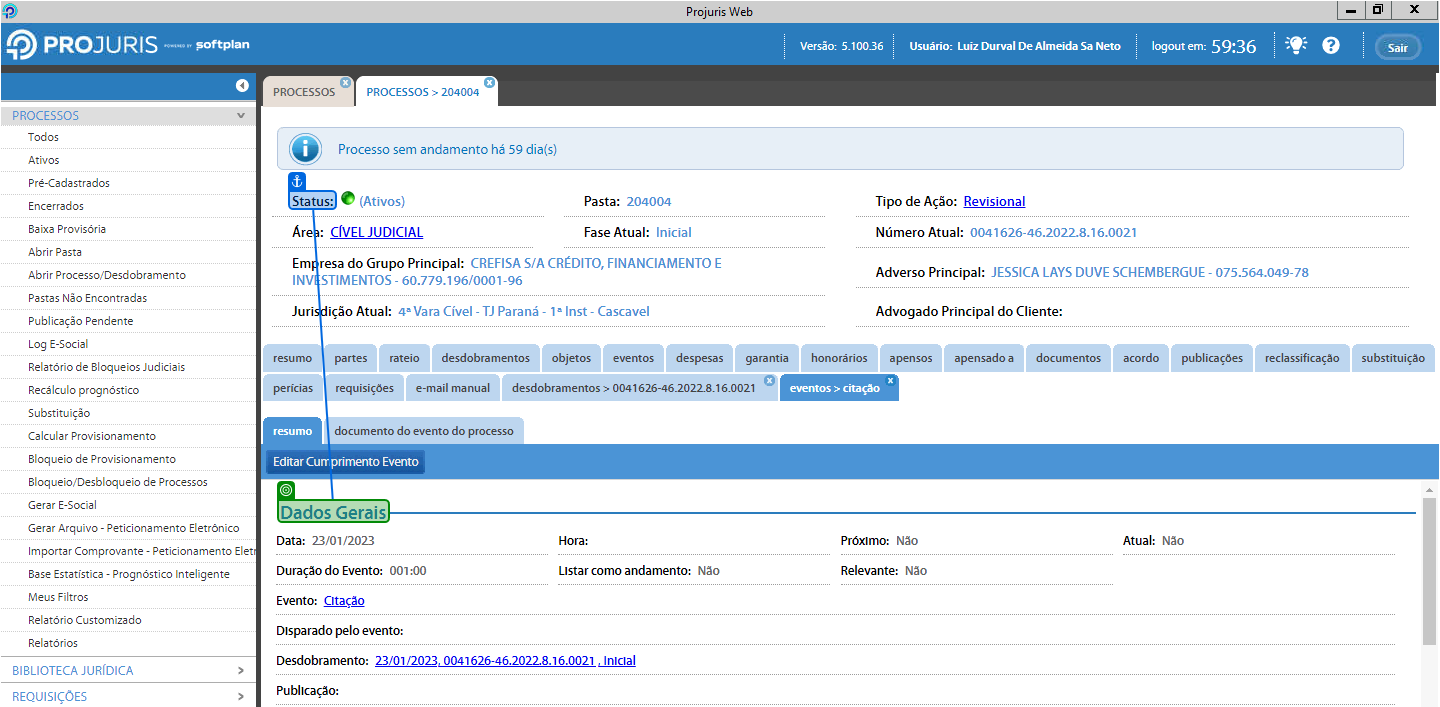 Projuris Web
PROJURIS POWERED BY softplan
Versão: 5.100.36 Usuário: Luiz Durval De Almeida Sa Neto logout em: 59:36 Sair
PROCESSOS
Todos
Ativos
Pré-Cadastrados
Encerrados
Baixa Provisória
Abrir Pasta
Abrir Processo/Desdobramento
Pastas Não Encontradas
Publicação Pendente
Log E-Social
Relatório de Bloqueios Judiciais
Recálculo prognóstico
Substituição
Calcular Provisionamento
Bloqueio de Provisionamento
Bloqueio/Desbloqueio de Processos
Gerar E-Social
Gerar Arquivo - Peticionamento Eletrônico
Importar Comprovante - Peticionamento Eletr
Base Estatística - Prognóstico Inteligente
Meus Filtros
Relatório Customizado
Relatórios
BIBLIOTECA JURÍDICA
REQUISIÇÕES
PROCESSOS PROCESSOS > 204004
Processo sem andamento há 59 dia(s)
Status: (Ativos) Pasta: 204004 Tipo de Ação: Revisional
Área: CÍVEL JUDICIAL Fase Atual: Inicial Número Atual: 0041626-46.2022.8.16.0021
Empresa do Grupo Principal: CREFISA S/A CRÉDITO, FINANCIAMENTO E
INVESTIMENTOS - 60.779.196/0001-96
Adverso Principal: JESSICA LAYS DUVE SCHEMBERGUE - 075.564.049-78
Jurisdição Atual: 4ª Vara Cível - TJ Paraná - 1ª Inst - Cascavel Advogado Principal do Cliente:
resumo partes rateio desdobramentos objetos eventos despesas garantia honorários apensos apensado a documentos acordo publicações reclassificação substituição
perícias requisições e-mail manual desdobramentos > 0041626-46.2022.8.16.0021 eventos > citação
resumo documento do evento do processo
Editar Cumprimento Evento
Dados Gerais
Data: 23/01/2023 Hora: Próximo: Não Atual: Não
Duração do Evento: 001:00 Listar como andamento: Não Relevante: Não
Evento: Citação
Disparado pelo evento:
Desdobramento: 23/01/2023, 0041626-46.2022.8.16.0021 , Inicial
Publicação: